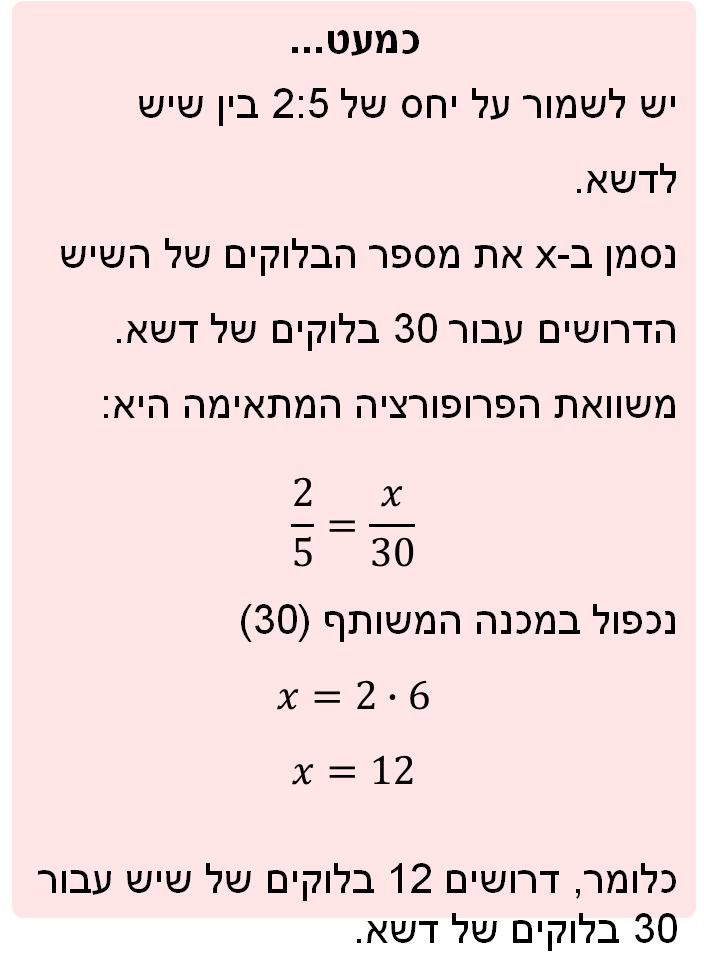 כמעט...
יש לשמור על יחס של 2:5 בין שיש
לדשא.
נסמן ב-x את מספר הבלוקים של השיש
הדרושים עבור 30 בלוקים של דשא.
משוואת הפרופורציה המתאימה היא:
2/5 = x/30
נכפול במכנה המשותף (30)
x = 2 · 6
x = 12
כלומר, דרושים 12 בלוקים של שיש עבור
30 בלוקים של דשא.